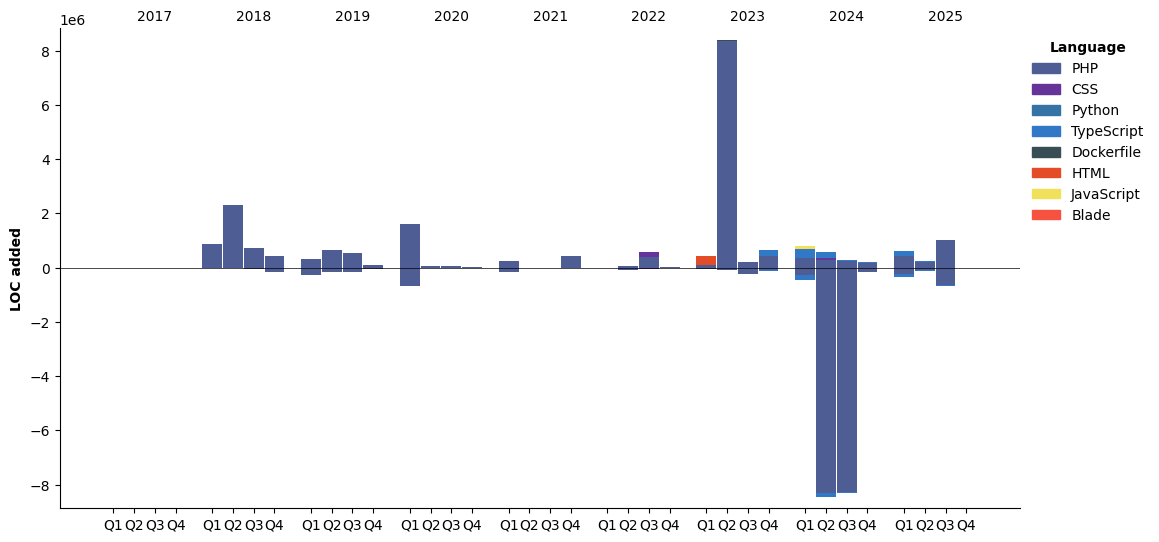 2017 2018 2019 2020 2021 2022 2023 2024 2025
1e6
8
6
4
2
0
−2
−4
−6
−8
LOC added
Q1 Q2 Q3 Q4 Q1 Q2 Q3 Q4 Q1 Q2 Q3 Q4 Q1 Q2 Q3 Q4 Q1 Q2 Q3 Q4 Q1 Q2 Q3 Q4 Q1 Q2 Q3 Q4 Q1 Q2 Q3 Q4 Q1 Q2 Q3 Q4
Language
PHP
CSS
Python
TypeScript
Dockerfile
HTML
JavaScript
Blade